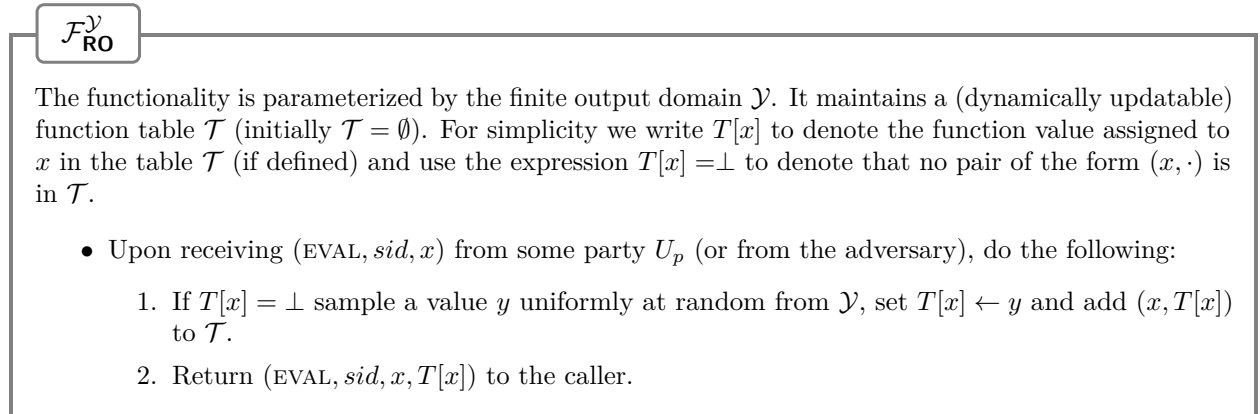 𝓕^𝒴_RO
The functionality is parameterized by the finite output domain 𝒴. It maintains a (dynamically updatable)
function table 𝒯 (initially 𝒯 = ∅). For simplicity we write T[x] to denote the function value assigned to
x in the table 𝒯 (if defined) and use the expression T[x] =⊥ to denote that no pair of the form (x, ·) is
in 𝒯.
• Upon receiving (EVAL, sid, x) from some party U_p (or from the adversary), do the following:
1. If T[x] = ⊥ sample a value y uniformly at random from 𝒴, set T[x] ← y and add (x, T[x])
to 𝒯.
2. Return (EVAL, sid, x, T[x]) to the caller.